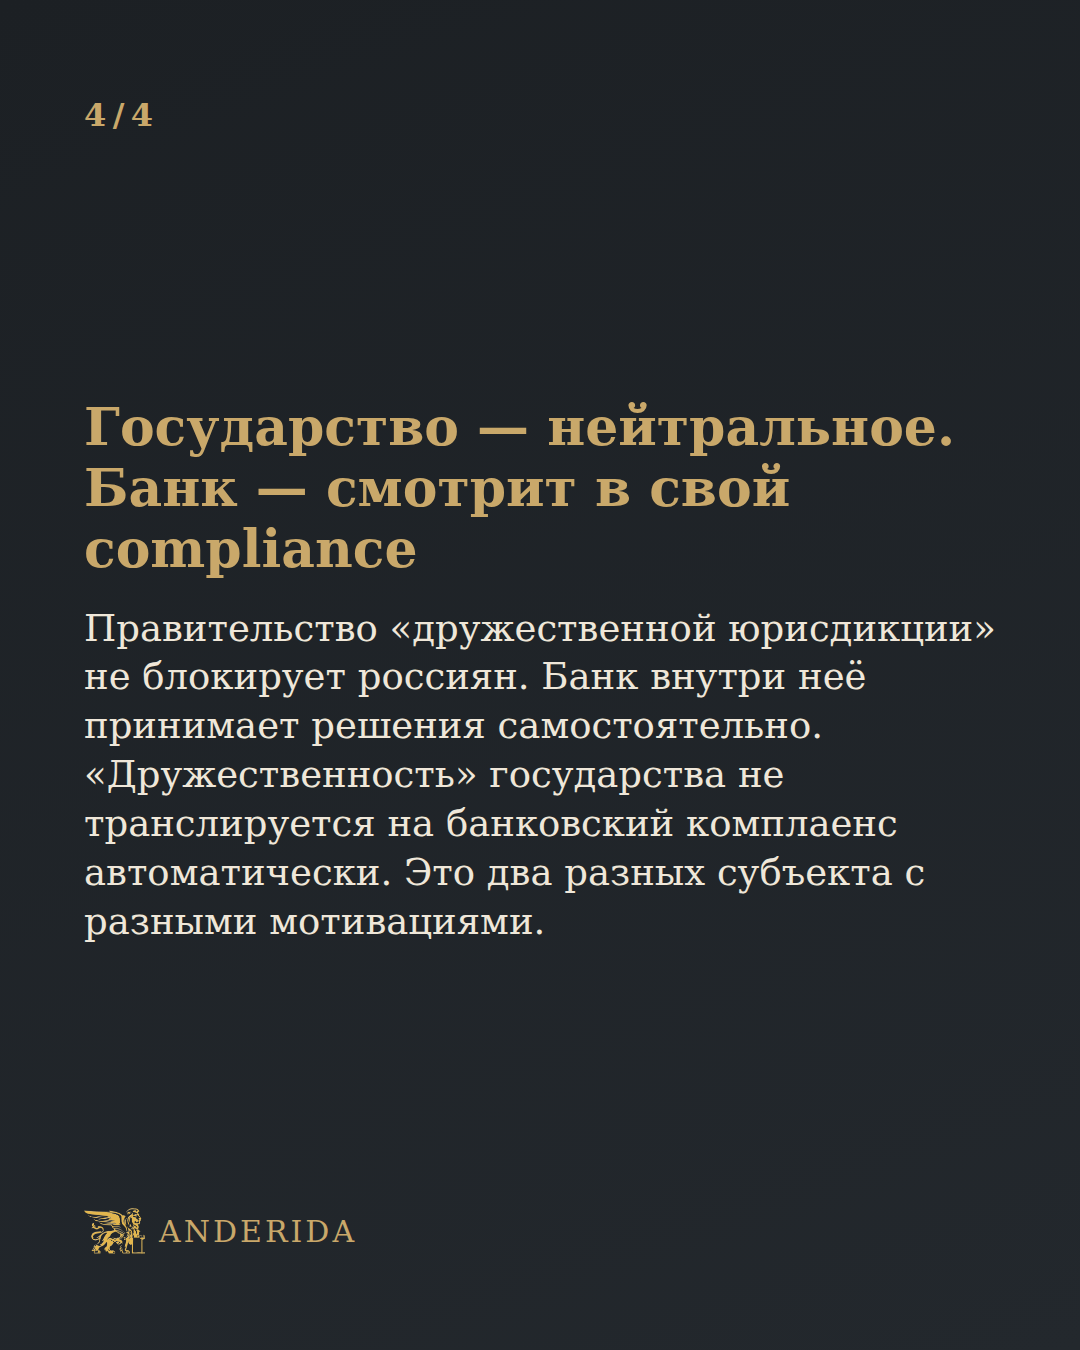 4/4
Государство — нейтральное.
Банк — смотрит в свой
compliance
Правительство «дружественной юрисдикции»
не блокирует россиян. Банк внутри неё
принимает решения самостоятельно.
«Дружественность» государства не
транслируется на банковский комплаенс
автоматически. Это два разных субъекта с
разными мотивациями.
ANDERIDA